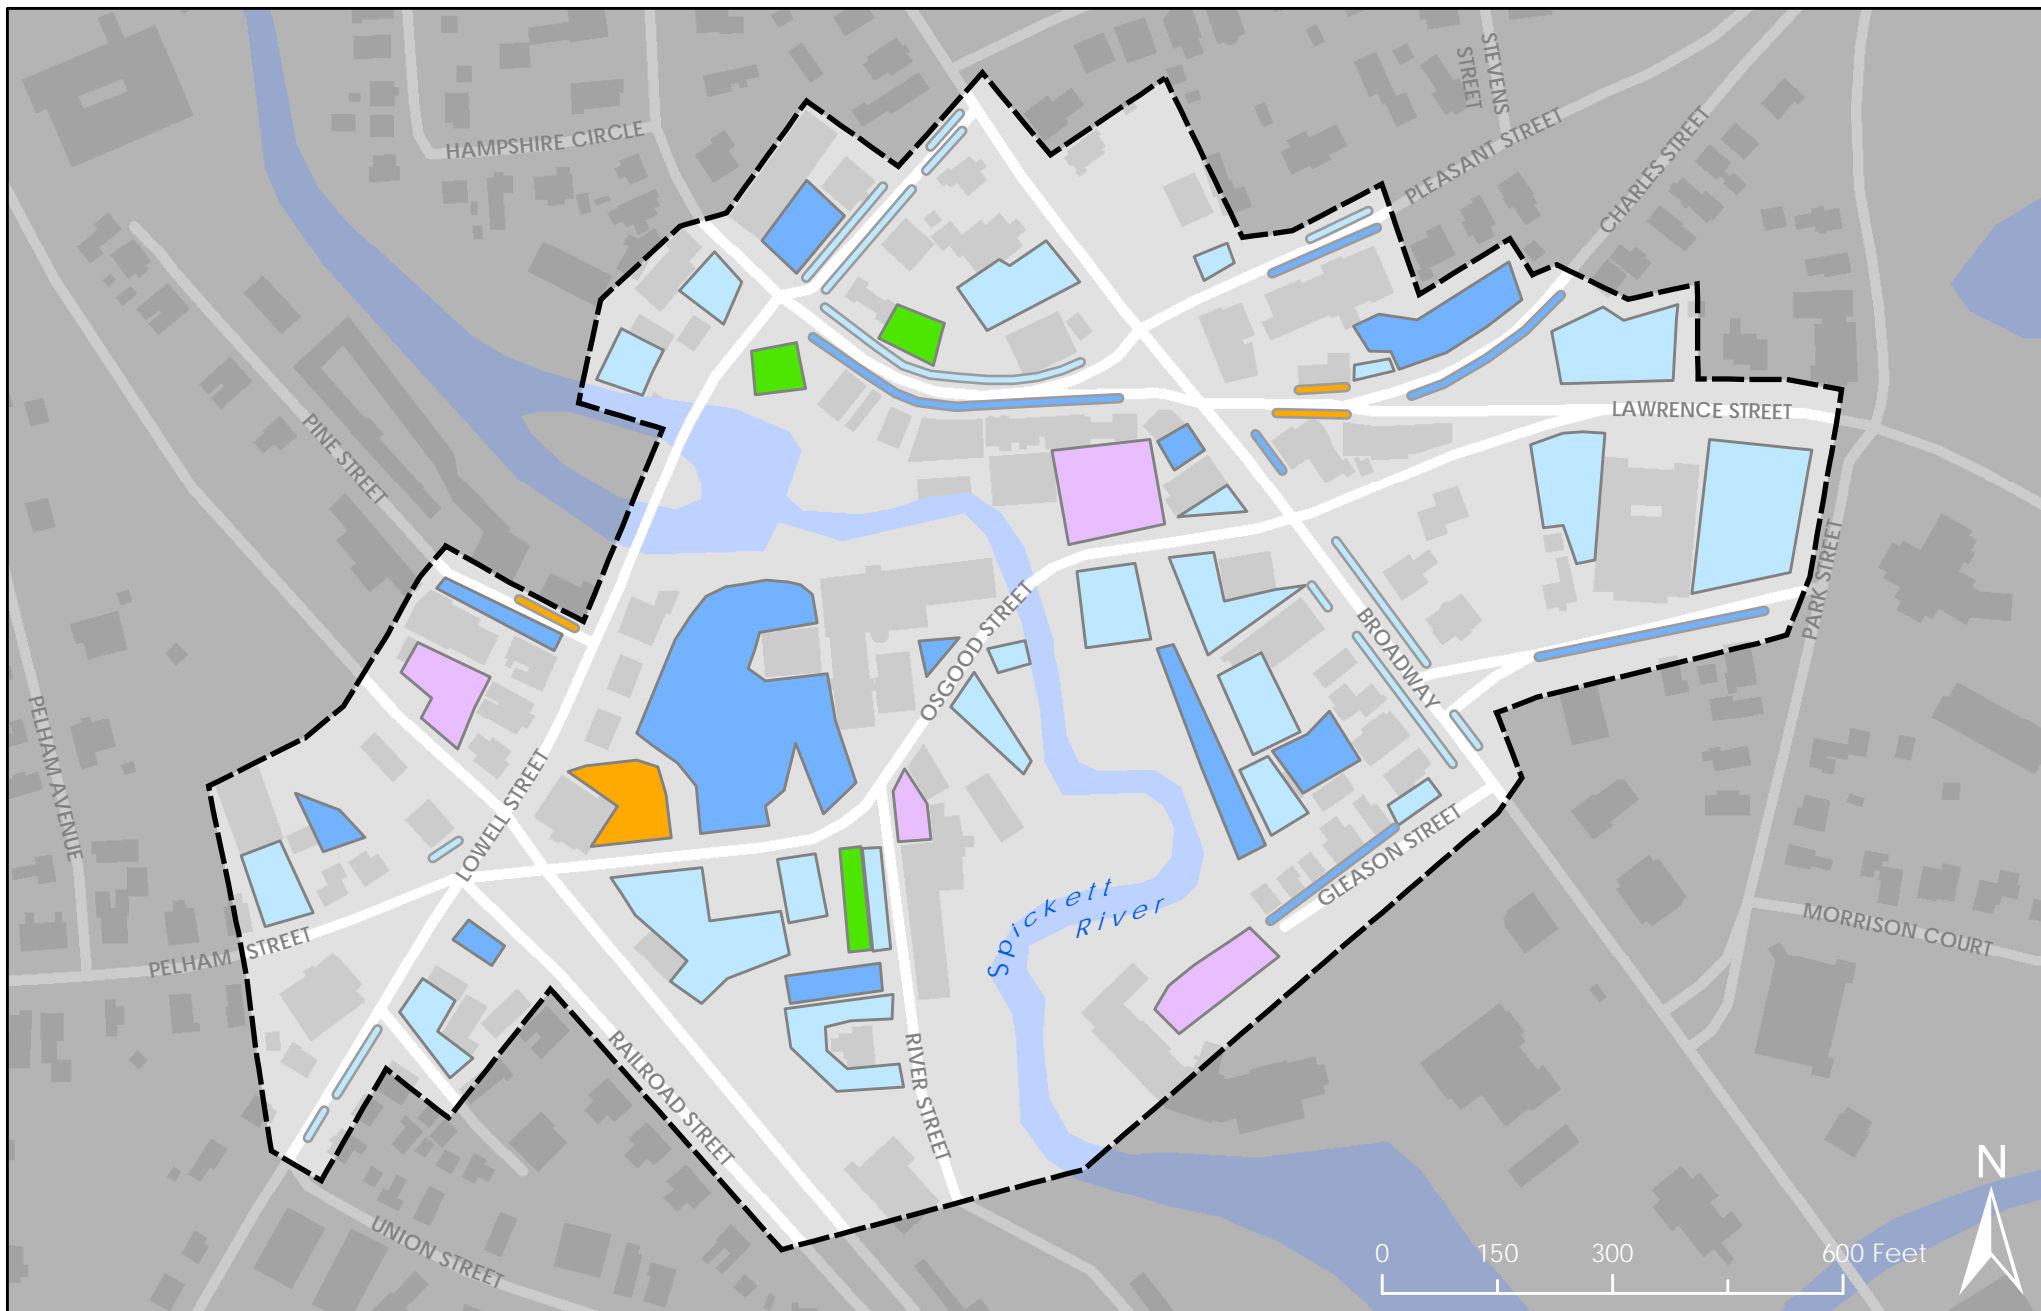 STEVENS
STREET
HAMPSHIRE CIRCLE
PLEASANT STREET
CHARLES STREET
LAWRENCE STREET
PINE STREET
PARK STREET
OSGOOD STREET
BROADWAY
PELHAM AVENUE
LOWELL STREET
GLEASON STREET
Spickett
River
PELHAM STREET
MORRISON COURT
RAILROAD STREET
RIVER STREET
UNION STREET
N
0 150 300 600 Feet